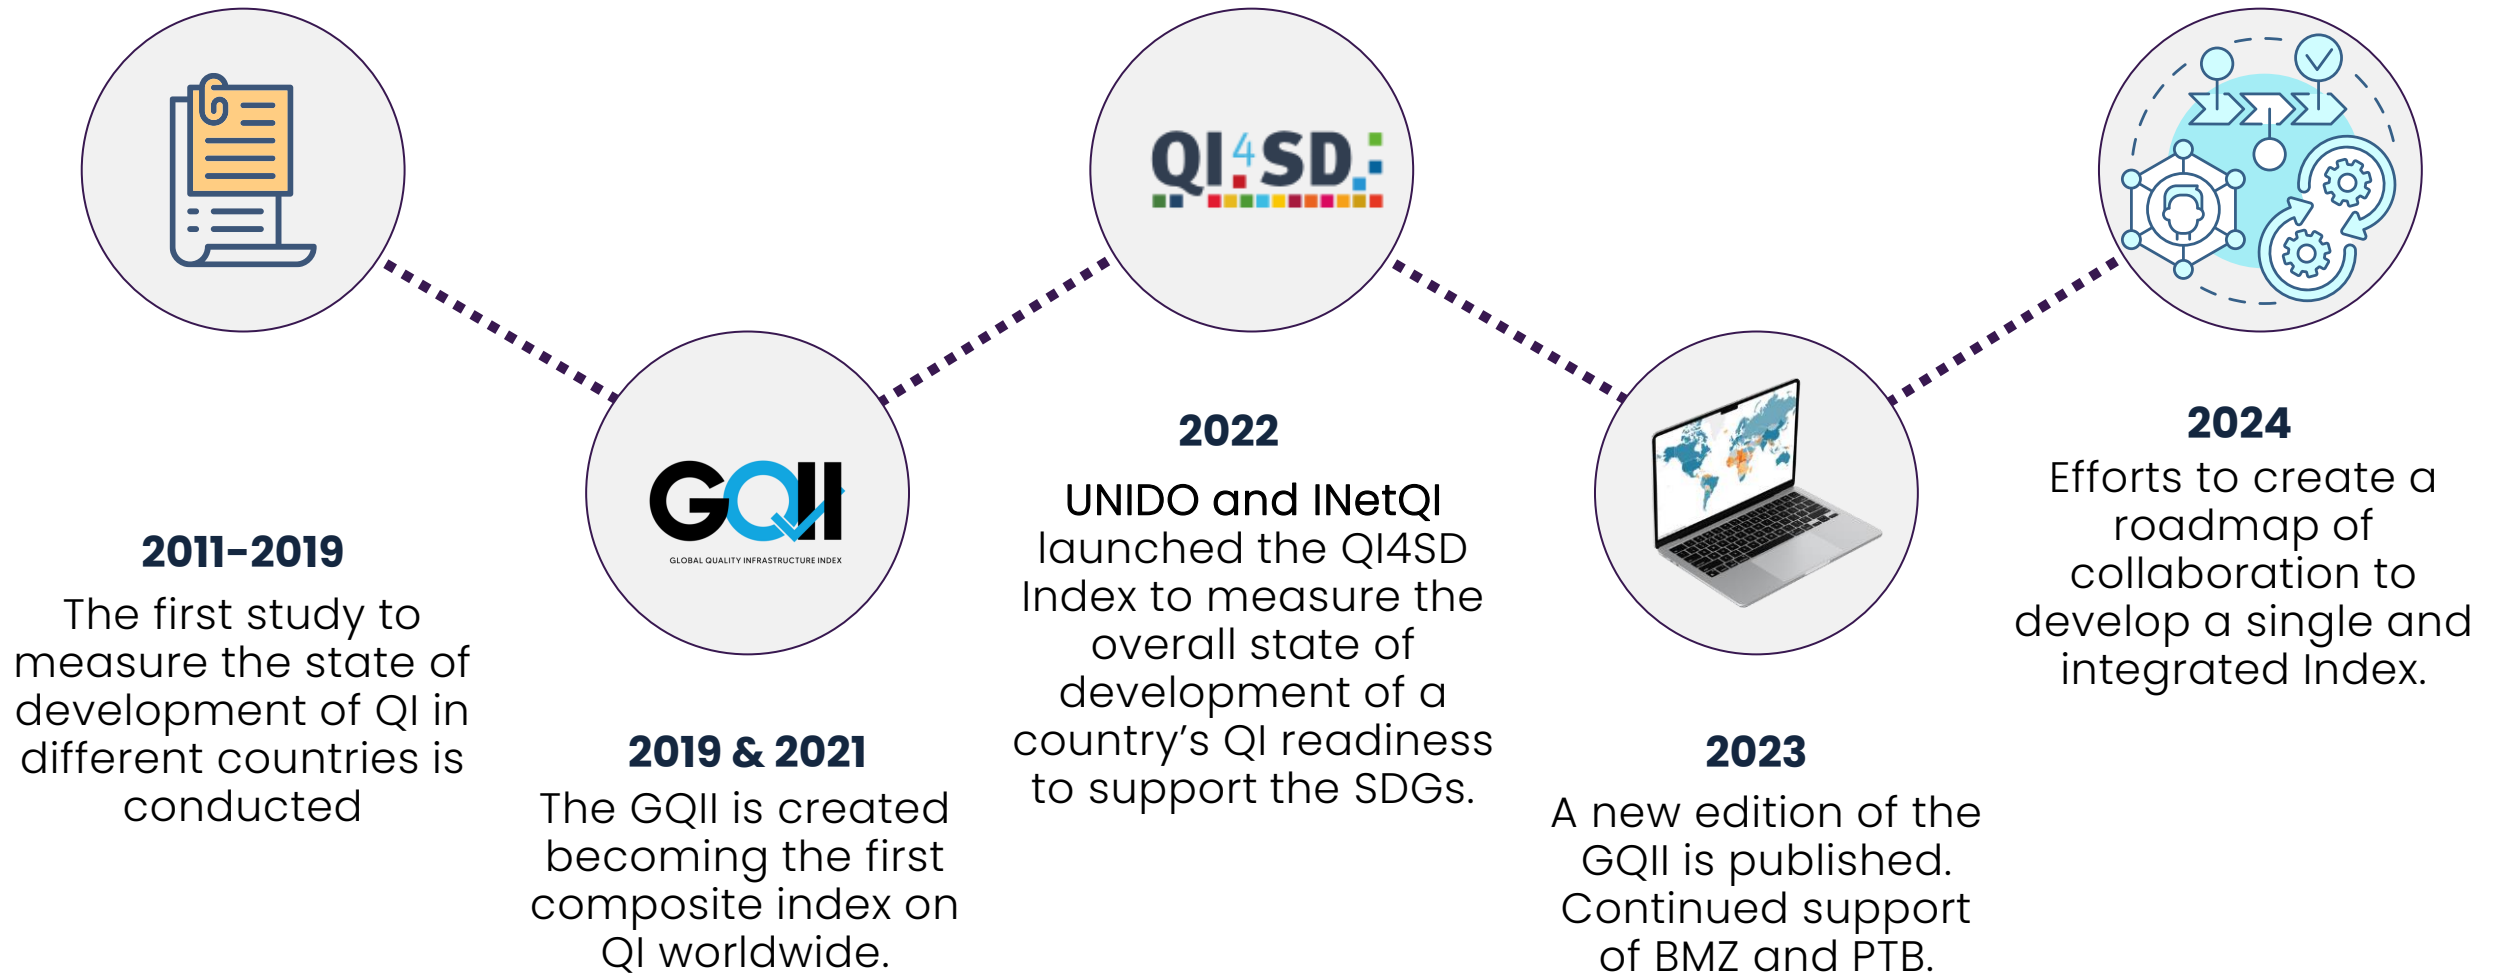 2011-2019
The first study to
measure the state of
development of QI in
different countries is
conducted
GQII
GLOBAL QUALITY INFRASTRUCTURE INDEX
2019 & 2021
The GQII is created
becoming the first
composite index on
QI worldwide.
QI4SD
2022
UNIDO and INetQI
launched the QI4SD
Index to measure the
overall state of
development of a
country’s QI readiness
to support the SDGs.
2023
A new edition of the
GQII is published.
Continued support
of BMZ and PTB.
2024
Efforts to create a
roadmap of
collaboration to
develop a single and
integrated Index.